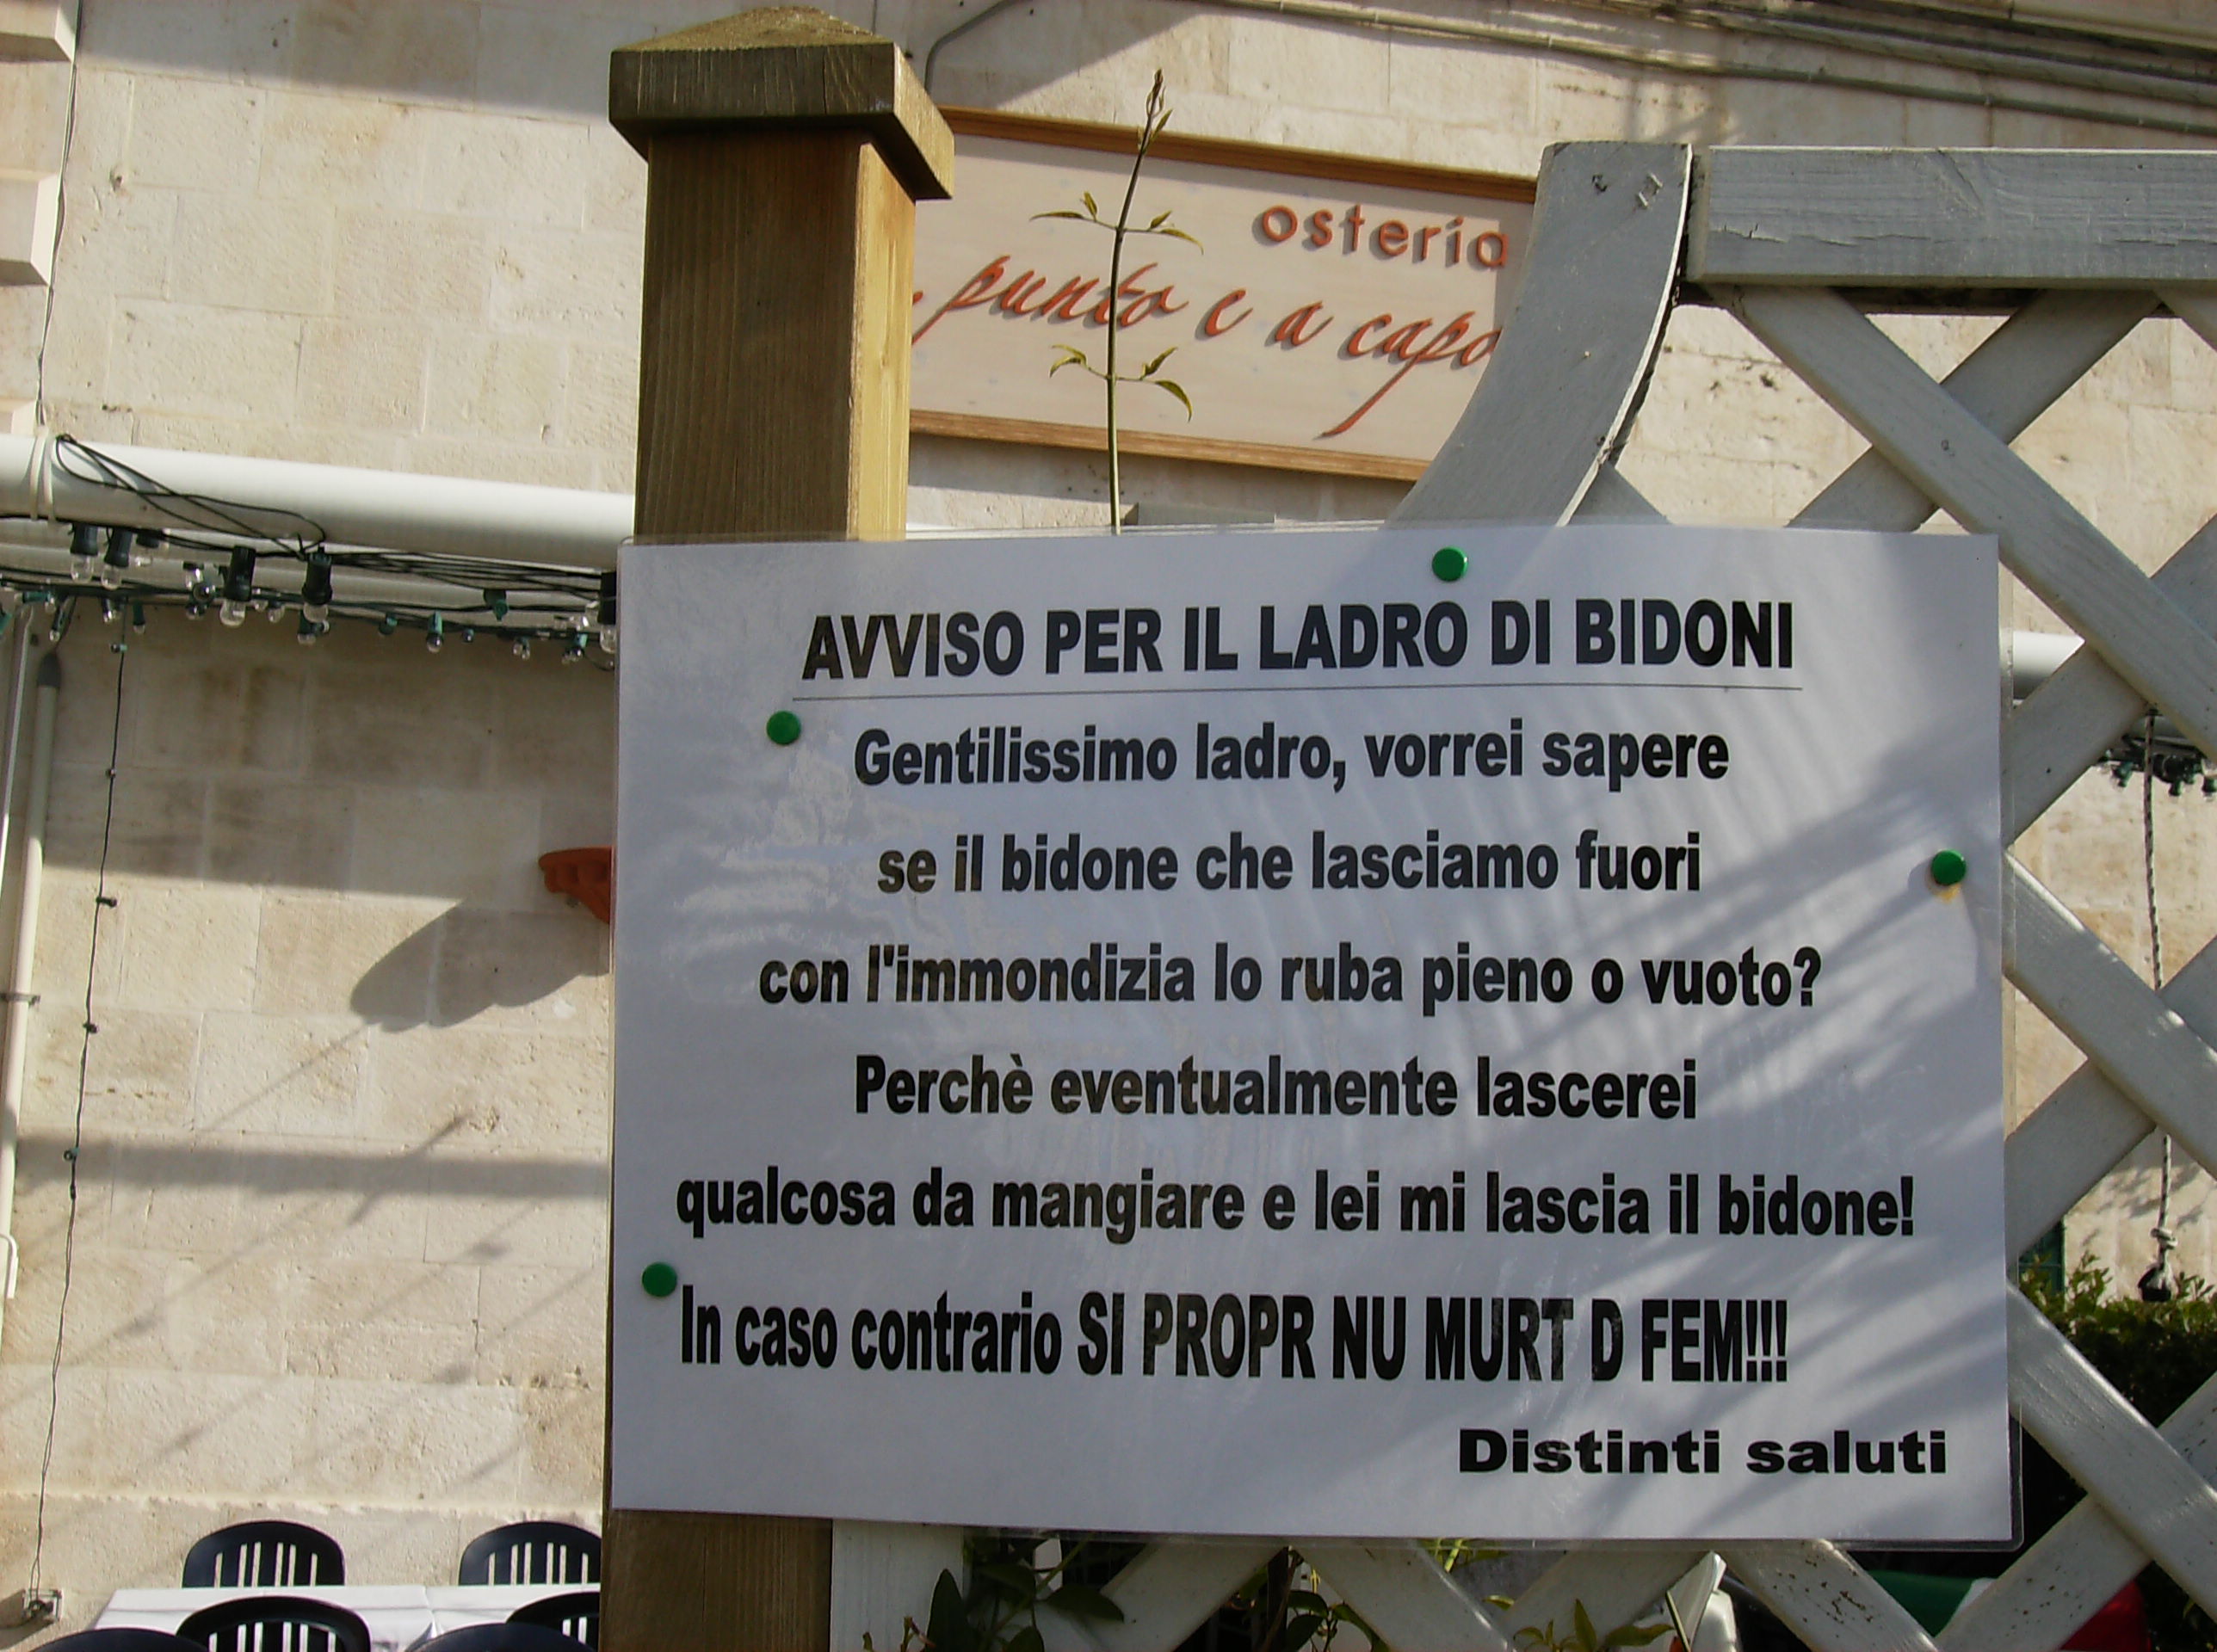 osteria
punto e a capo
AVVISO PER IL LADRO DI BIDONI
Gentilissimo ladro, vorrei sapere
se il bidone che lasciamo fuori
con l'immondizia lo ruba pieno o vuoto?
Perchè eventualmente lascerei
qualcosa da mangiare e lei mi lascia il bidone!
In caso contrario SI PROPR NU MURT D FEM!!!
Distinti saluti